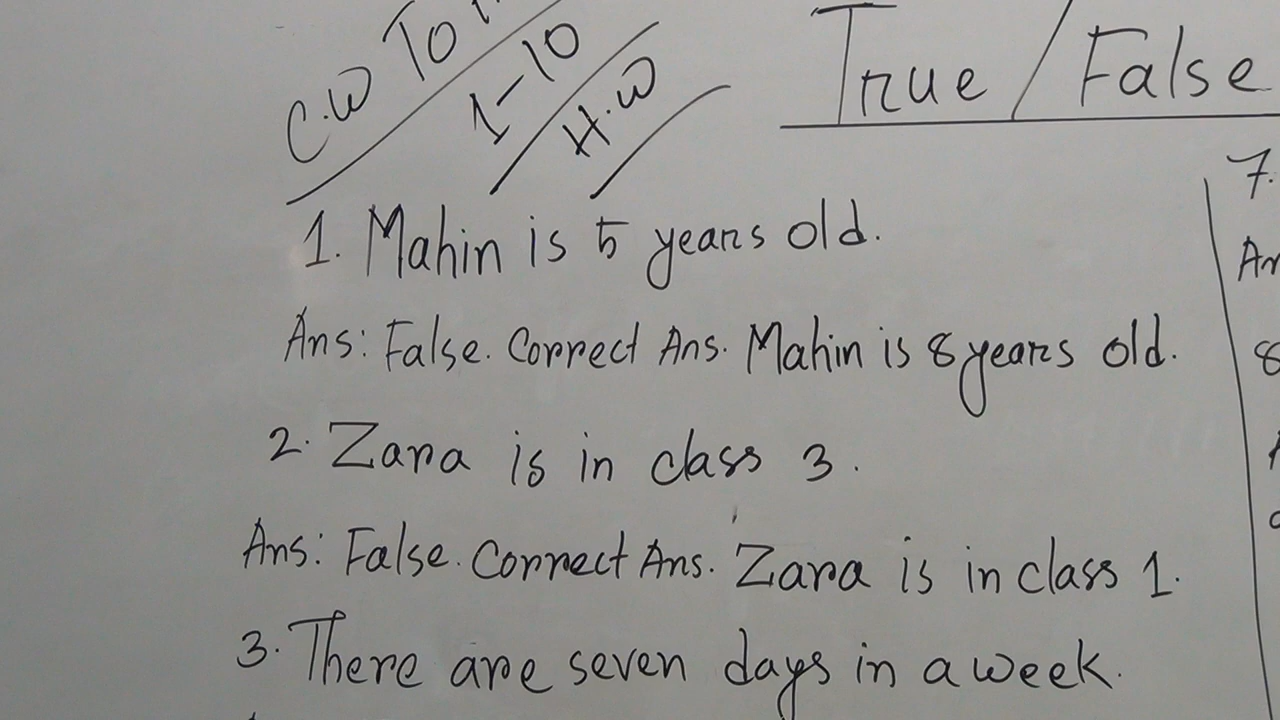 C.W To
1-10
H.W
True / False
1. Mahin is 5 years old.
Ans: False. Correct Ans. Mahin is 8 years old.
2. Zara is in class 3.
Ans: False. Correct Ans. Zara is in class 1.
3. There are seven days in a week.
7.
8